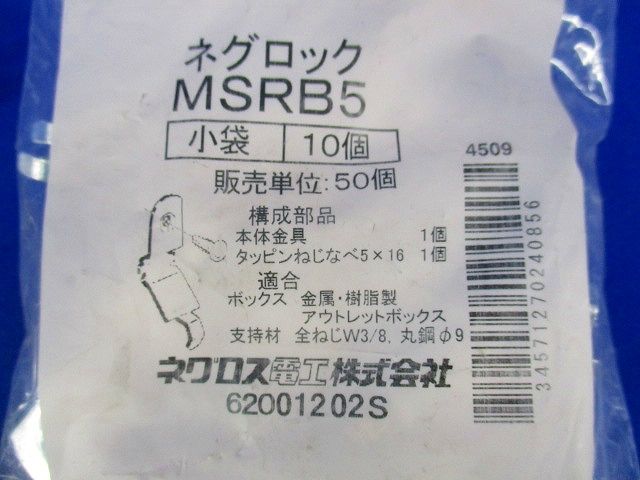 ネグロック
MSRB5
小袋 10個
販売単位:50個
4509
構成部品
本体金具 1個
タッピンねじなべ5×16 1個
適合
ボックス 金属・樹脂製
アウトレットボックス
支持材 全ねじW3/8, 丸鋼φ9
ネグロス電工株式会社
62001202S
3457127024085​6